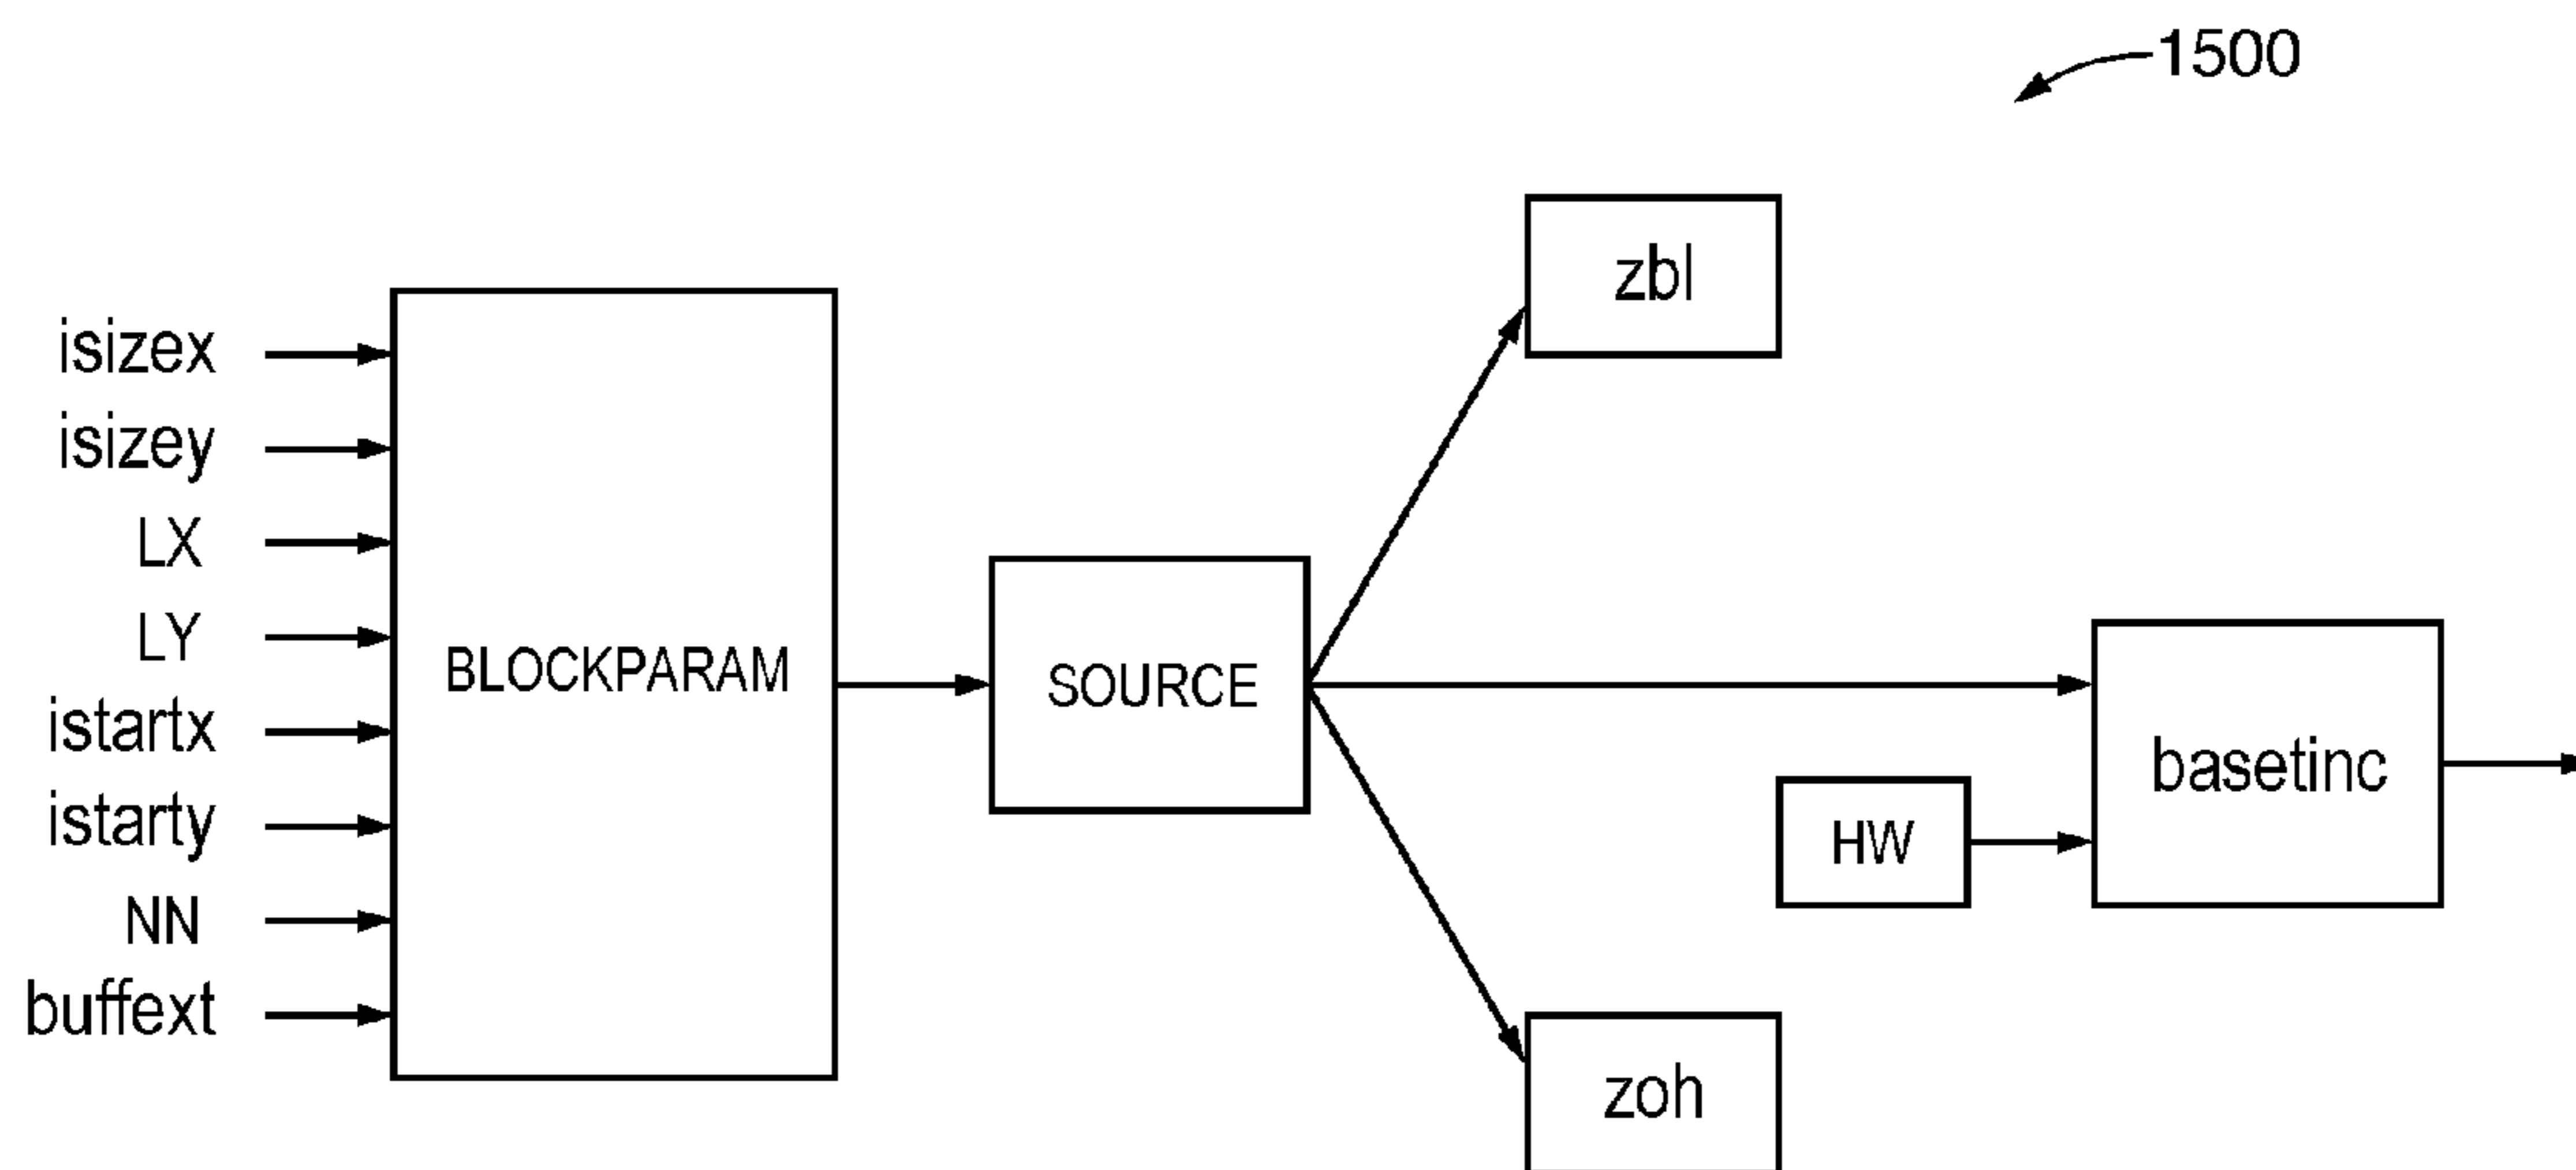 1500
zbl
isizex
isizey
LX
LY
istartx
istarty
NN
buffext
BLOCKPARAM
SOURCE
basetinc
HW
zoh